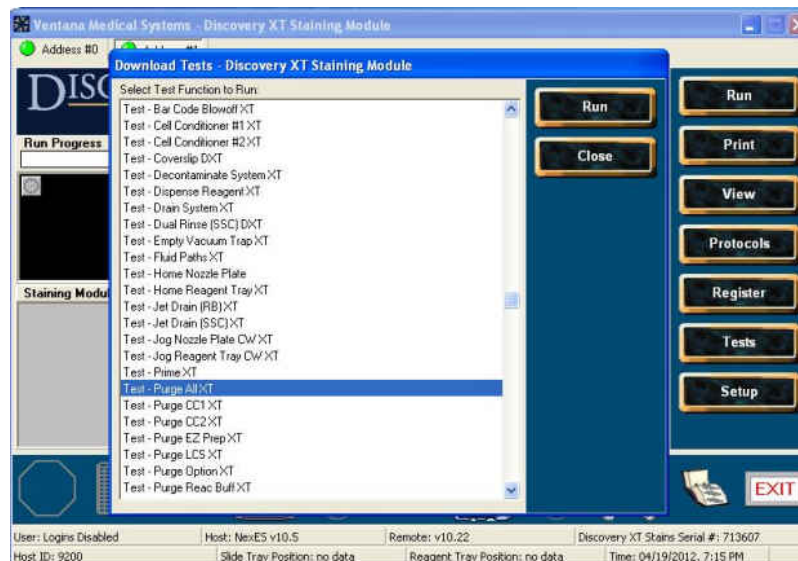 Ventana Medical Systems - Discovery XT Staining Module
Address #0
Download Tests - Discovery XT Staining Module
DISC
Select Test Function to Run:
Test - Bar Code Blowoff XT
Test - Cell Conditioner #1 XT
Test - Cell Conditioner #2 XT
Test - Coverslip DXT
Test - Decontaminate System XT
Test - Dispense Reagent XT
Test - Drain System XT
Test - Dual Rinse (SSC) DXT
Test - Empty Vacuum Trap XT
Test - Fluid Paths XT
Test - Home Nozzle Plate
Test - Home Reagent Tray XT
Test - Jet Drain (RB) XT
Test - Jet Drain (SSC) XT
Test - Jog Nozzle Plate CW XT
Test - Jog Reagent Tray CW XT
Test - Prime XT
Test - Purge All XT
Test - Purge CC1 XT
Test - Purge CC2 XT
Test - Purge EZ Prep XT
Test - Purge LCS XT
Test - Purge Option XT
Test - Purge Reac Buff XT
Run
Close
Run Progress
Staining Modul
Run
Print
View
Protocols
Register
Tests
Setup
EXIT
User: Logins Disabled
Host: NexES v10.5
Remote: v10.22
Discovery XT Stains Serial #: 713607
Host ID: 9200
Slide Tray Position: no data
Reagent Tray Position: no data
Time: 04/19/2012, 7:15 PM